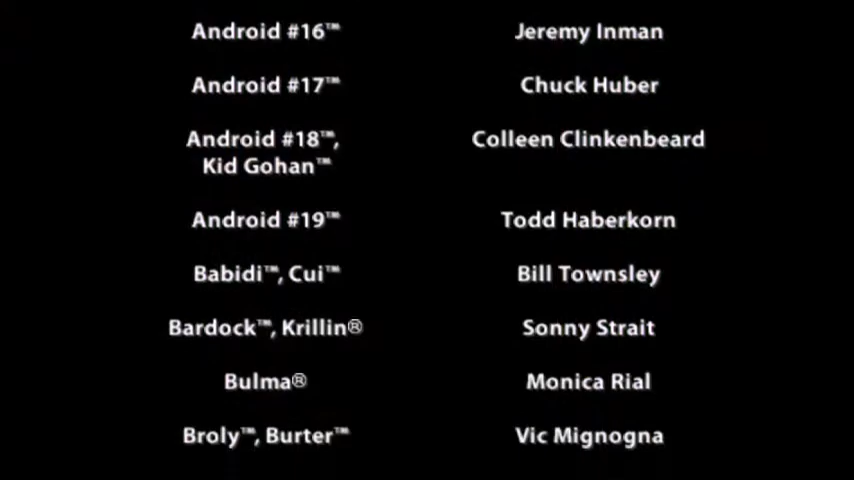 Android #16™ Jeremy Inman
Android #17™ Chuck Huber
Android #18™, Colleen Clinkenbeard
Kid Gohan™
Android #19™ Todd Haberkorn
Babidi™, Cui™ Bill Townsley
Bardock™, Krillin® Sonny Strait
Bulma® Monica Rial
Broly™, Burter™ Vic Mignogna